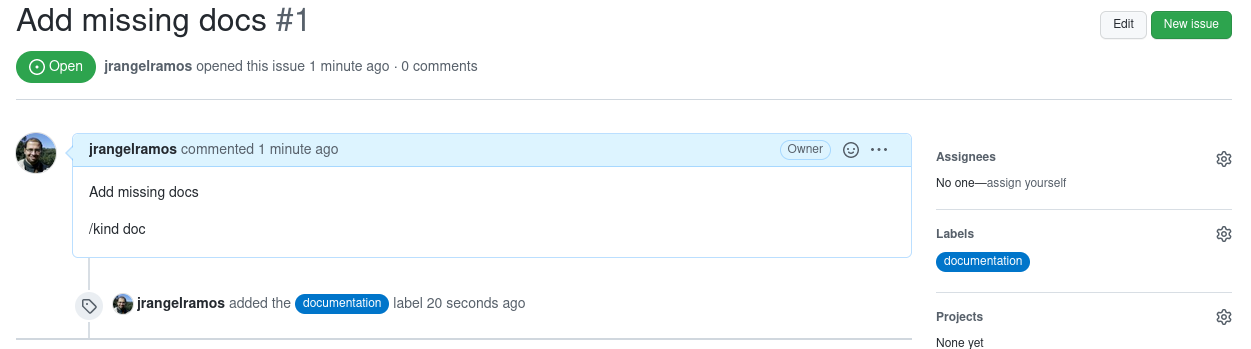 Add missing docs #1
Edit
New issue
Open
jrangelramos opened this issue 1 minute ago · 0 comments
jrangelramos commented 1 minute ago
Owner
Add missing docs
/kind doc
jrangelramos added the documentation label 20 seconds ago
Assignees
No one—assign yourself
Labels
documentation
Projects
None yet